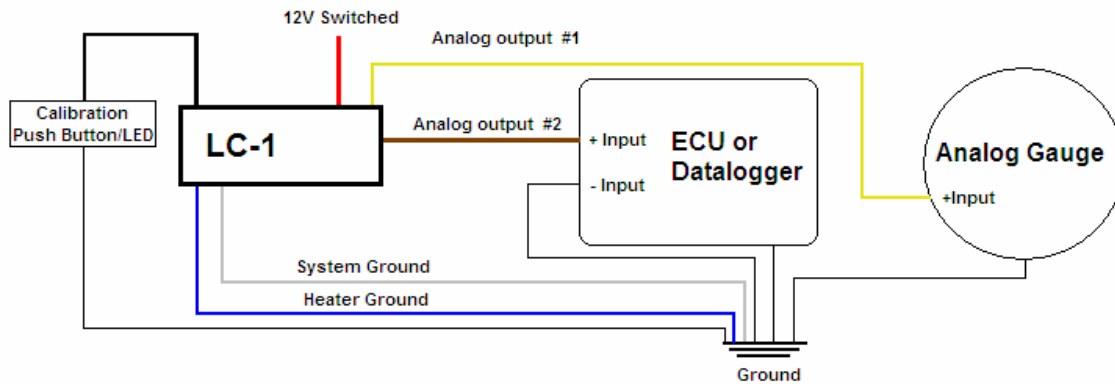 12V Switched
Analog output #1
Calibration
Push Button/LED
LC-1
Analog output #2
+ Input
- Input
ECU or
Datalogger
Analog Gauge
+Input
System Ground
Heater Ground
Ground